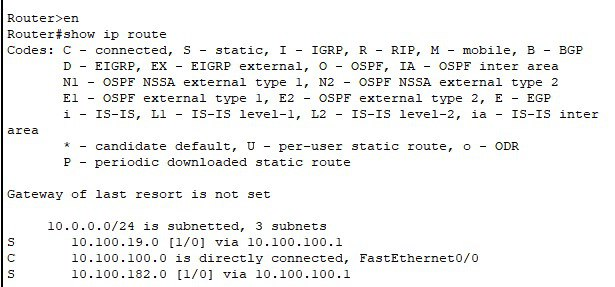 Router>en
Router#show ip route
Codes: C - connected, S - static, I - IGRP, R - RIP, M - mobile, B - BGP
       D - EIGRP, EX - EIGRP external, O - OSPF, IA - OSPF inter area
       N1 - OSPF NSSA external type 1, N2 - OSPF NSSA external type 2
       E1 - OSPF external type 1, E2 - OSPF external type 2, E - EGP
       i - IS-IS, L1 - IS-IS level-1, L2 - IS-IS level-2, ia - IS-IS inter
area
       * - candidate default, U - per-user static route, o - ODR
       P - periodic downloaded static route
Gateway of last resort is not set
     10.0.0.0/24 is subnetted, 3 subnets
S       10.100.19.0 [1/0] via 10.100.100.1
C       10.100.100.0 is directly connected, FastEthernet0/0
S       10.100.182.0 [1/0] via 10.100.100.1